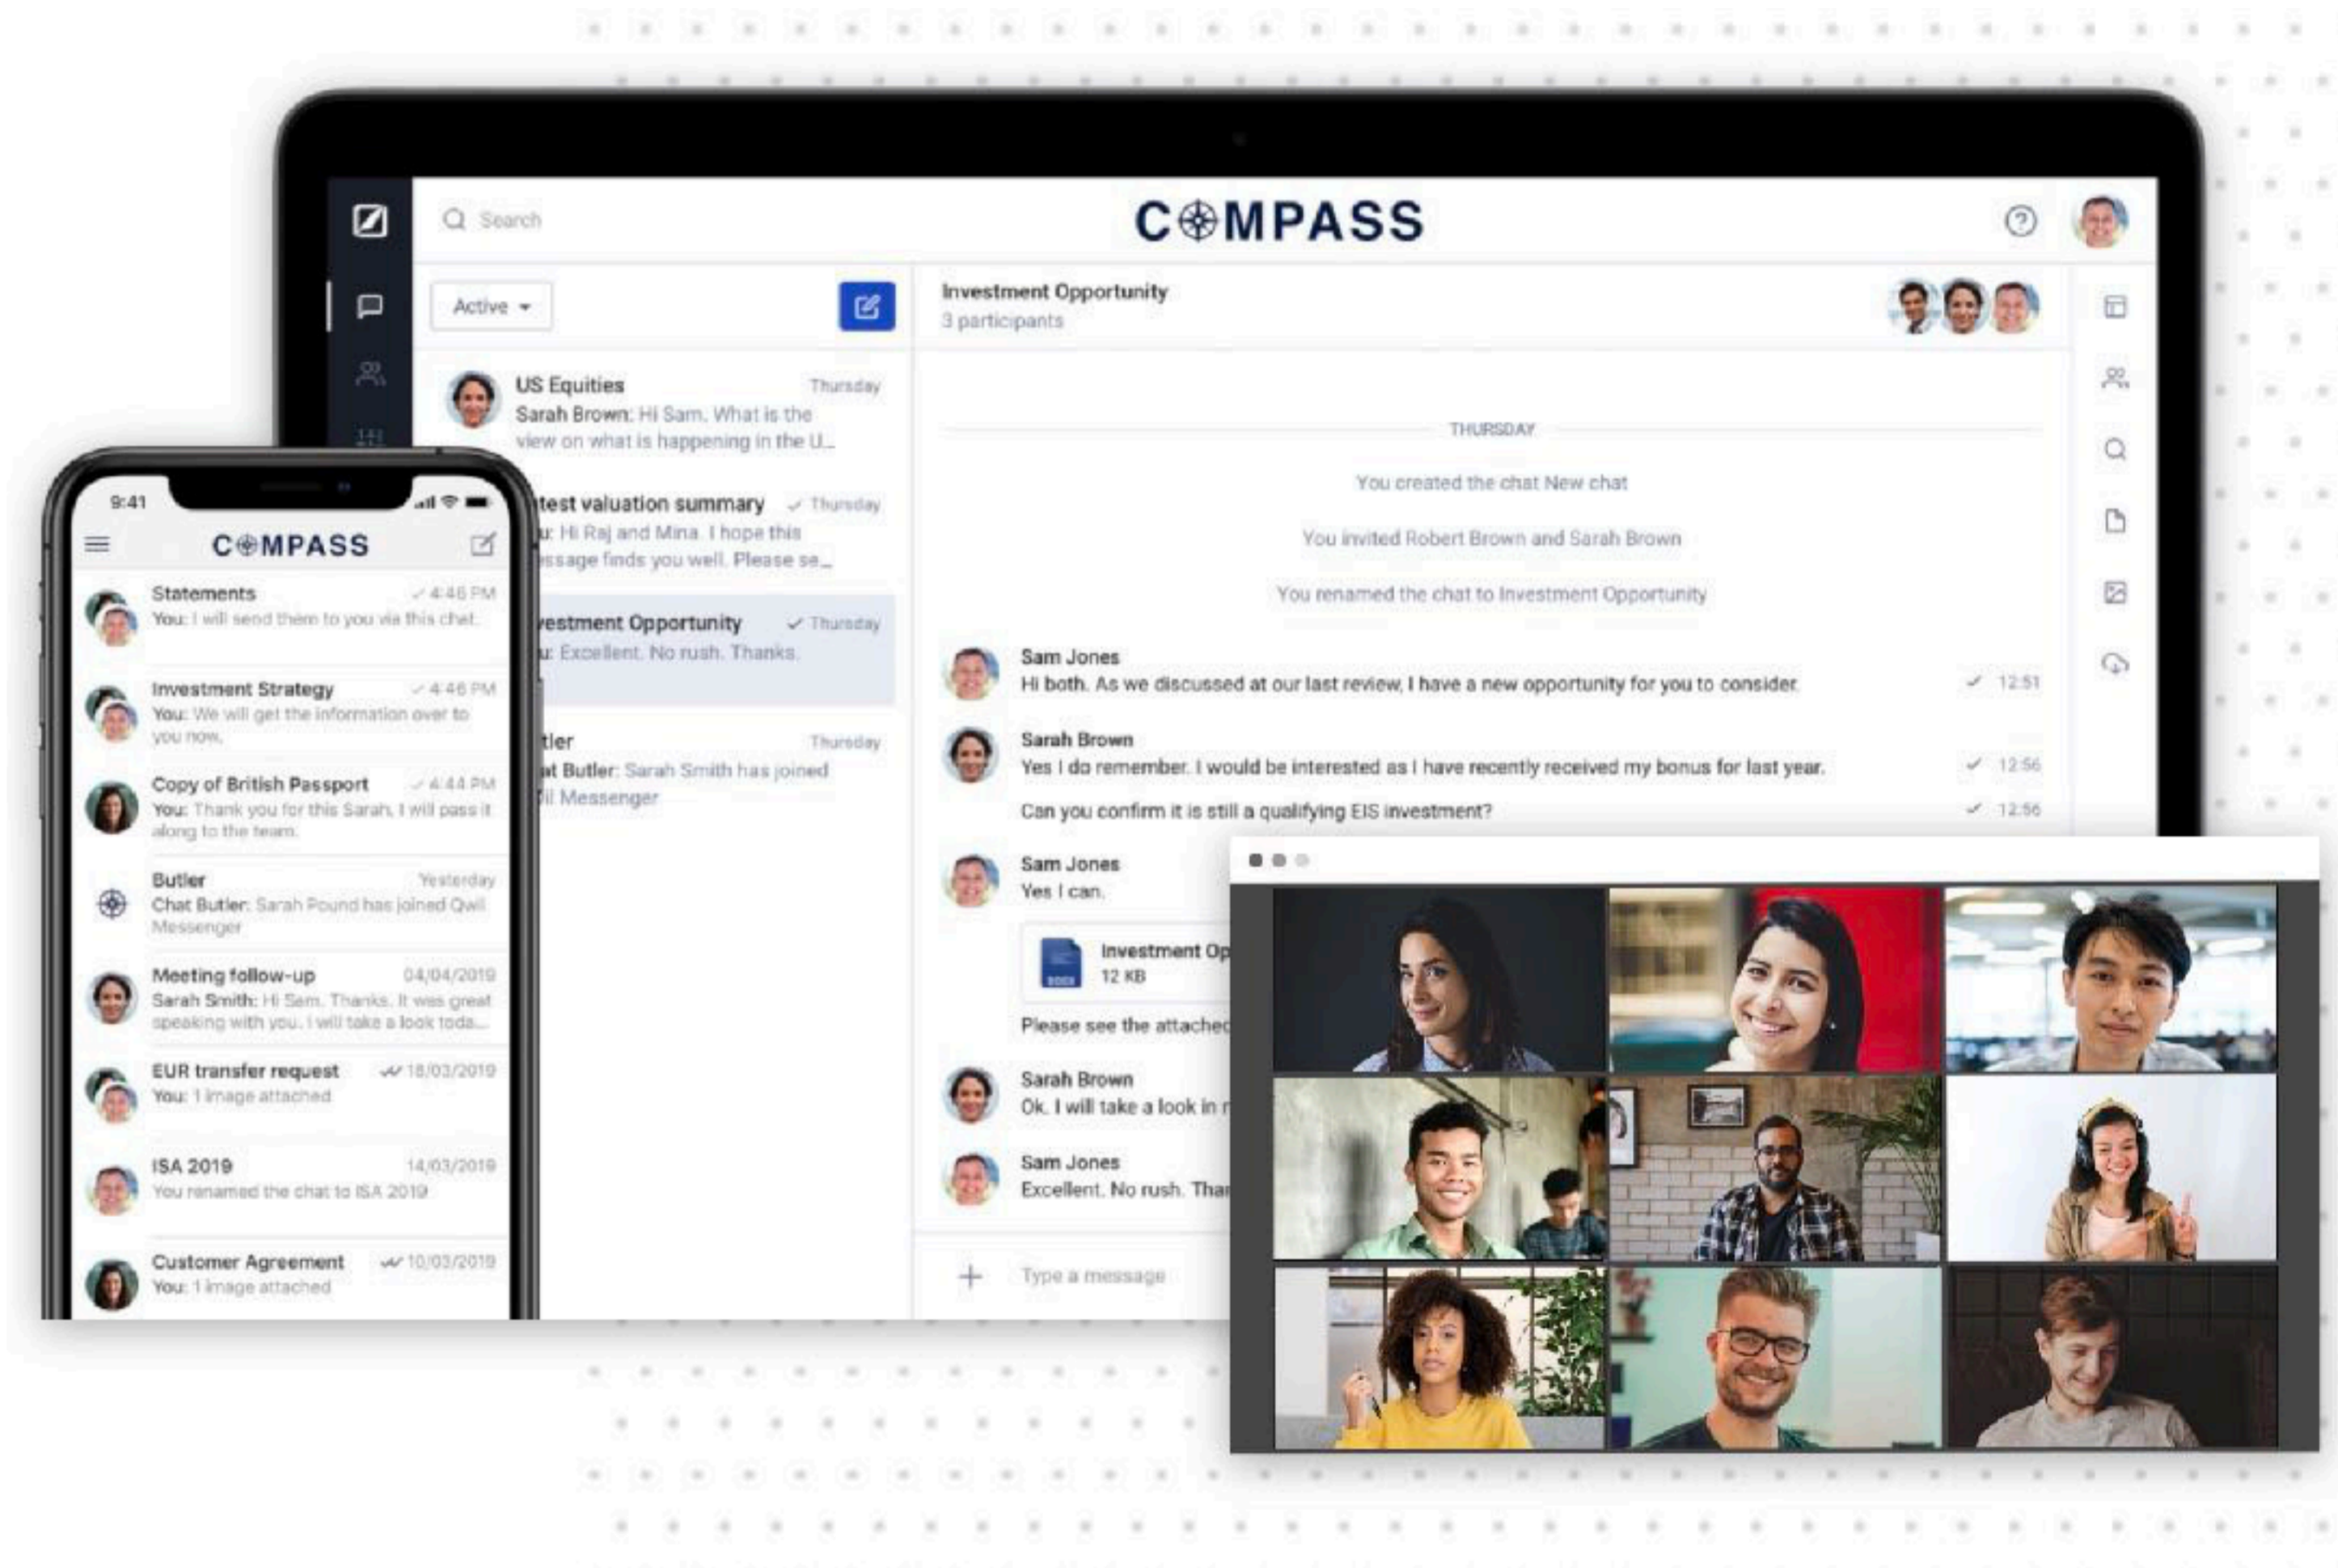 Search
COMPASS
Active
Investment Opportunity
3 participants
US Equities
Thursday
Sarah Brown: Hi Sam. What is the
view on what is happening in the U...
test valuation summary
Thursday
u: Hi Raj and Mina. I hope this
essage finds you well. Please se...
vestment Opportunity
Thursday
u: Excellent. No rush. Thanks.
tler
Thursday
at Butler: Sarah Smith has joined
il Messenger
THURSDAY
You created the chat New chat
You invited Robert Brown and Sarah Brown
You renamed the chat to Investment Opportunity
Sam Jones
Hi both. As we discussed at our last review, I have a new opportunity for you to consider.
12:51
Sarah Brown
Yes I do remember. I would be interested as I have recently received my bonus for last year.
12:56
Can you confirm it is still a qualifying EIS investment?
12:56
Sam Jones
Yes I can.
Investment Op
12 KB
DOCX
Please see the attached
Sarah Brown
Ok. I will take a look in
Sam Jones
Excellent. No rush. Than
Type a message
9:41
COMPASS
Statements
4:46 PM
You: I will send them to you via this chat.
Investment Strategy
4:46 PM
You: We will get the information over to
you now.
Copy of British Passport
4:44 PM
You: Thank you for this Sarah. I will pass it
along to the team.
Butler
Yesterday
Chat Butler: Sarah Pound has joined Qwil
Messenger
Meeting follow-up
04/04/2019
Sarah Smith: Hi Sam. Thanks. It was great
speaking with you. I will take a look toda...
EUR transfer request
18/03/2019
You: 1 image attached
ISA 2019
14/03/2019
You renamed the chat to ISA 2019
Customer Agreement
10/03/2019
You: 1 image attached